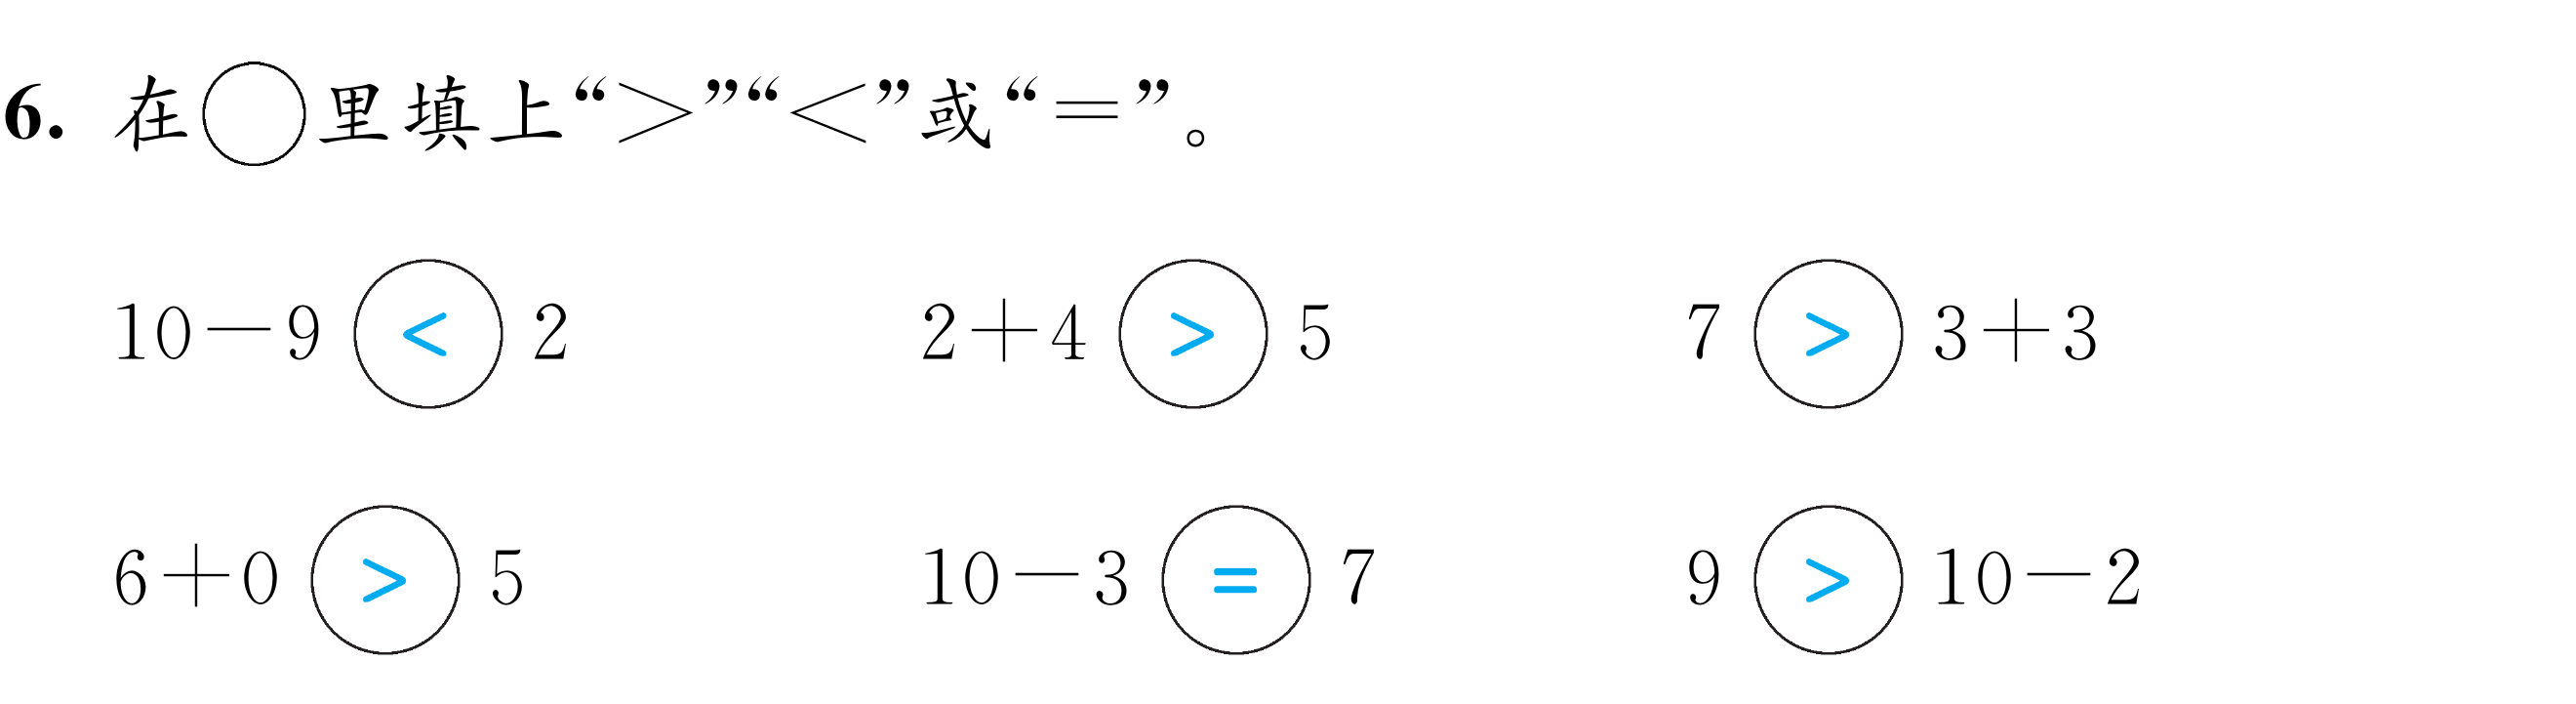 6. 在○里填上“>”“<”或“=”。
10－9 < 2 2＋4 > 5 7 > 3＋3
6＋0 > 5 10－3 = 7 9 > 10－2